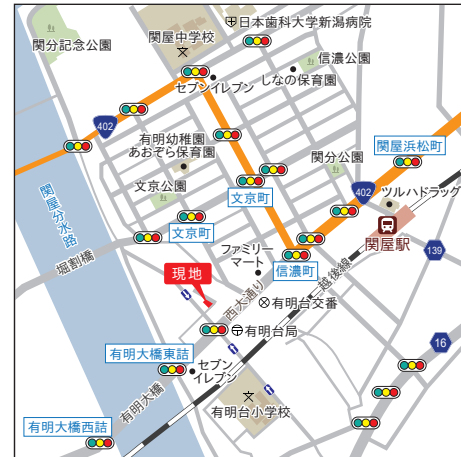 日本歯科大学新潟病院
関分記念公園
関屋中学校
信濃公園
セブンイレブン
しなの保育園
402
有明幼稚園
あおぞら保育園
関屋浜松町
関分公園
文京町
402
ツルハドラッグ
文京公園
関屋分水路
文京町
関屋駅
堀割橋
ファミリー
マート
信濃町
越後線
139
現地
西大通り
有明台交番
有明台局
16
有明大橋東詰
セブン
イレブン
有明大橋
有明台小学校
有明大橋西詰